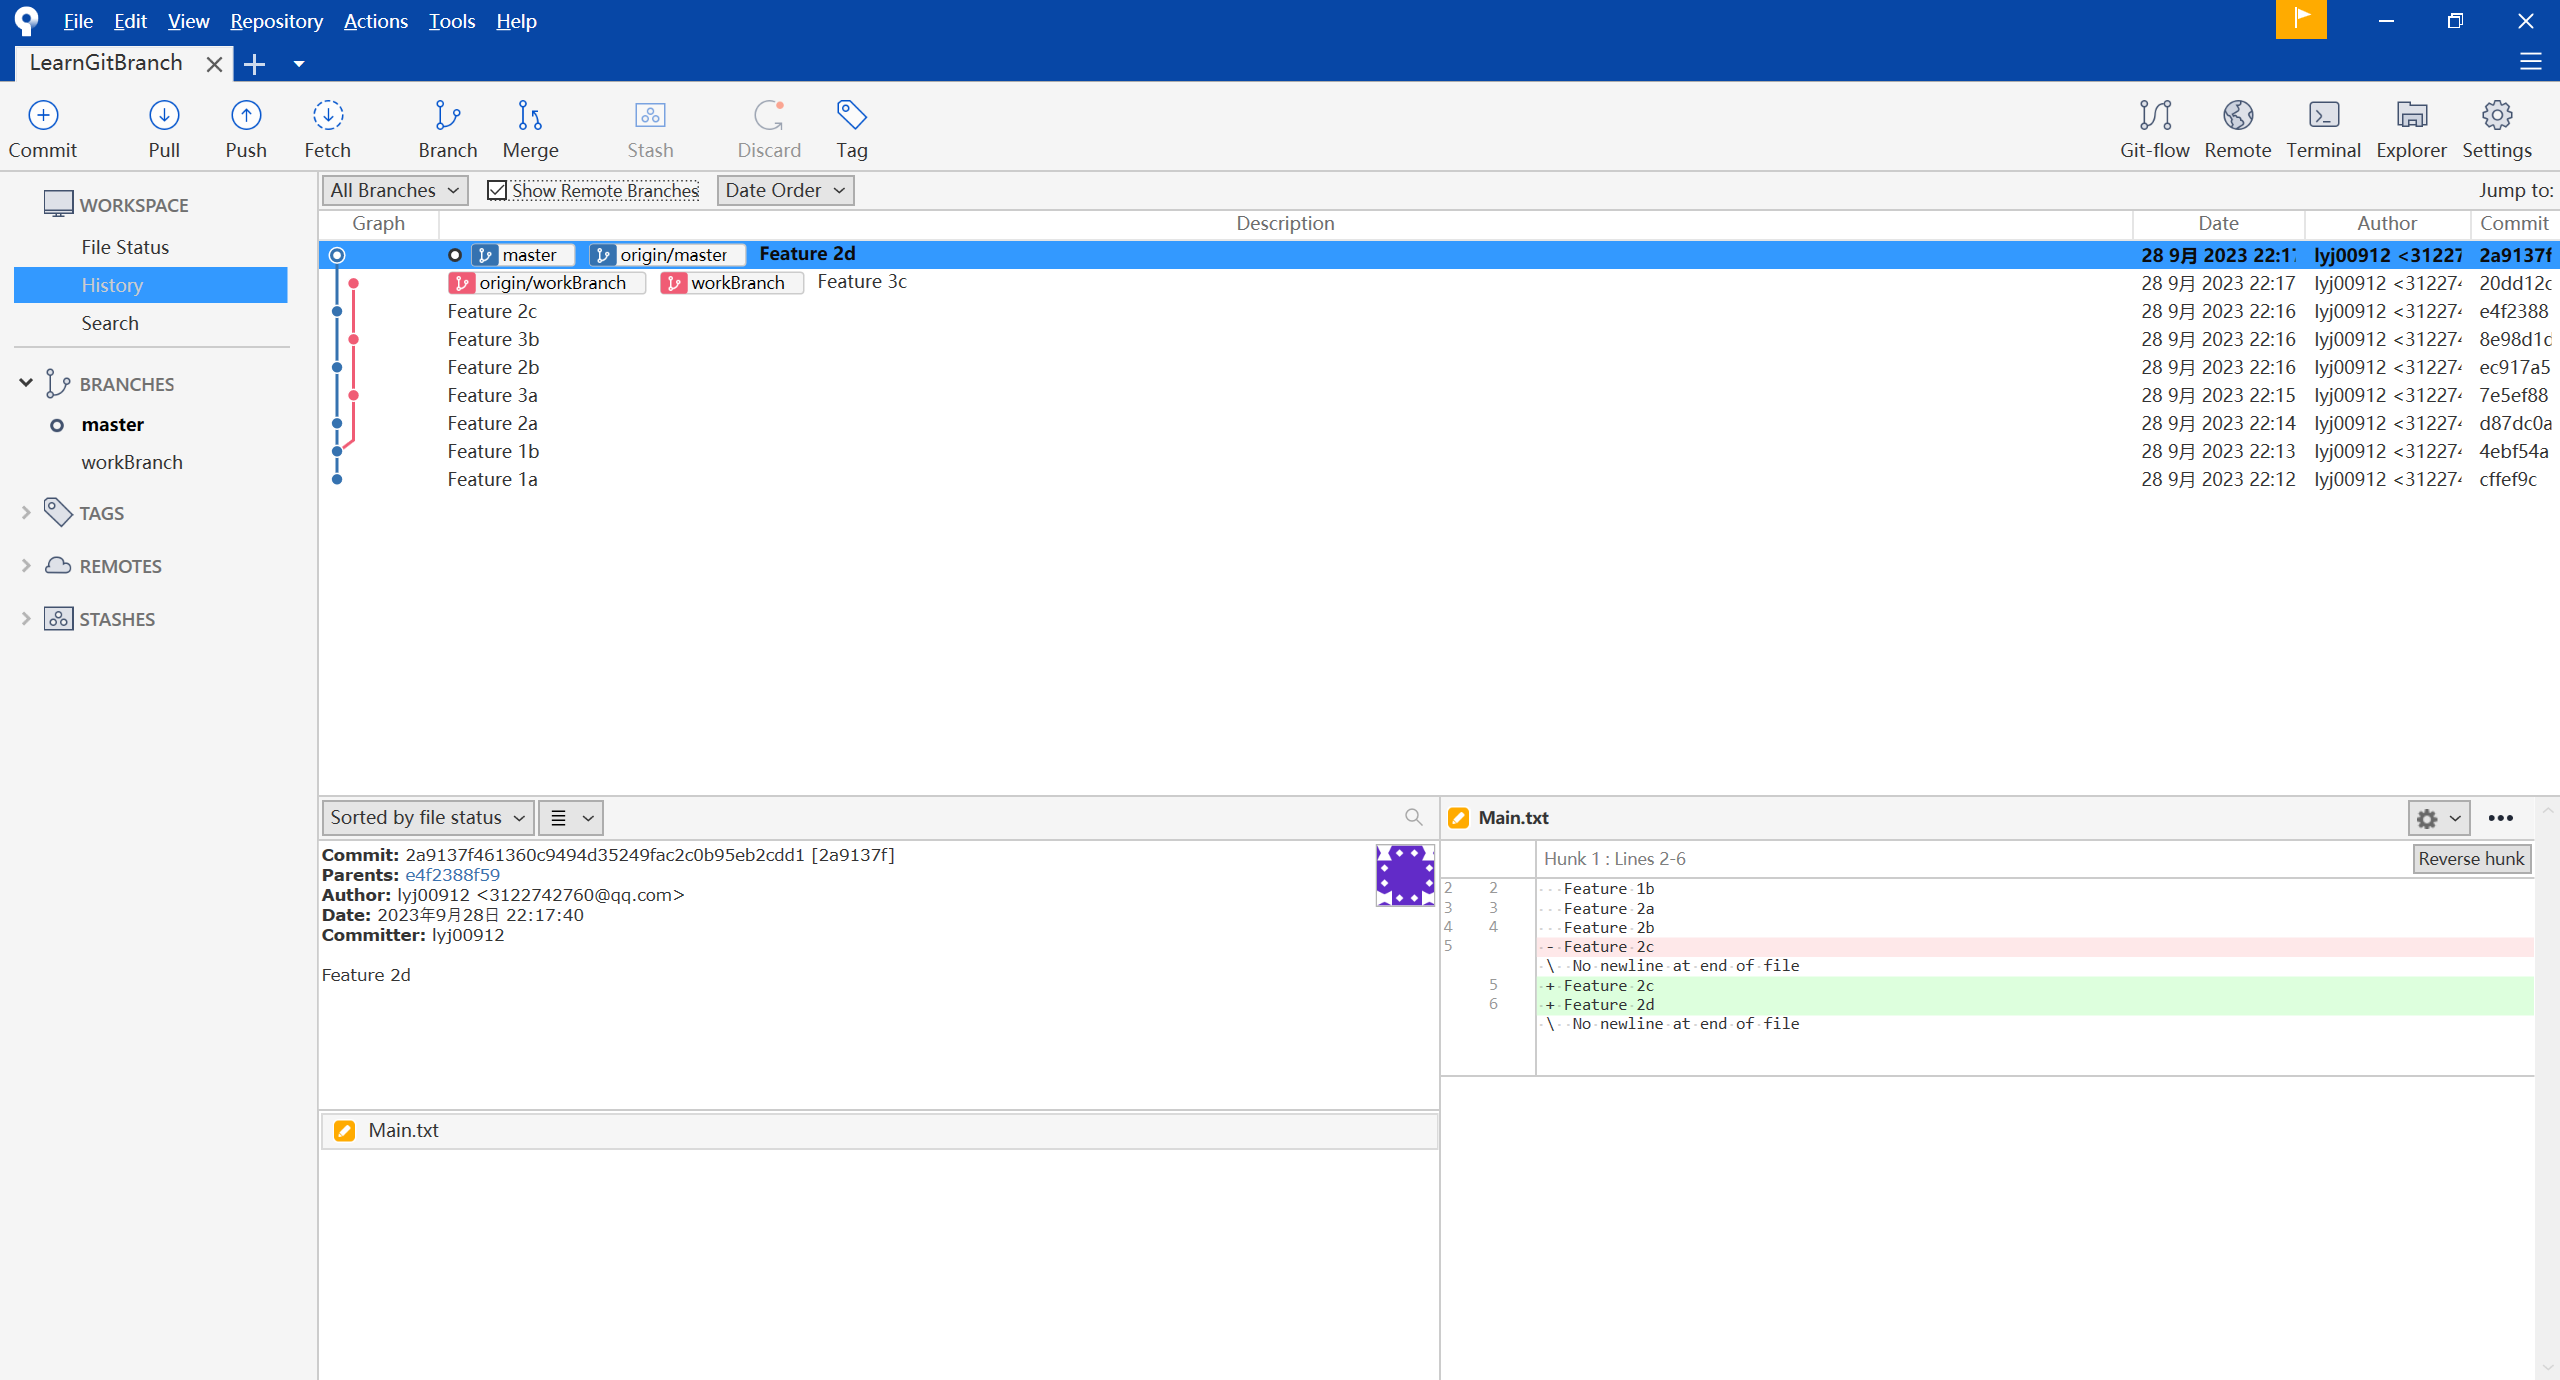 File Edit View Repository Actions Tools Help
LearnGitBranch
Commit Pull Push Fetch Branch Merge Stash Discard Tag Git-flow Remote Terminal Explorer Settings
WORKSPACE
File Status
History
Search
BRANCHES
master
workBranch
TAGS
REMOTES
STASHES
All Branches Show Remote Branches Date Order Jump to:
Graph Description Date Author Commit
master origin/master Feature 2d 28 9月 2023 22:17 lyj00912 <31227 2a9137f
origin/workBranch workBranch Feature 3c 28 9月 2023 22:17 lyj00912 <312274 20dd12c
Feature 2c 28 9月 2023 22:16 lyj00912 <312274 e4f2388
Feature 3b 28 9月 2023 22:16 lyj00912 <312274 8e98d1d
Feature 2b 28 9月 2023 22:16 lyj00912 <312274 ec917a5
Feature 3a 28 9月 2023 22:15 lyj00912 <312274 7e5ef88
Feature 2a 28 9月 2023 22:14 lyj00912 <312274 d87dc0a
Feature 1b 28 9月 2023 22:13 lyj00912 <312274 4ebf54a
Feature 1a 28 9月 2023 22:12 lyj00912 <312274 cffef9c
Sorted by file status
Commit: 2a9137f461360c9494d35249fac2c0b95eb2cdd1 [2a9137f]
Parents: e4f2388f59
Author: lyj00912 <3122742760@qq.com>
Date: 2023年9月28日 22:17:40
Committer: lyj00912
Feature 2d
Main.txt
Main.txt
Hunk 1 : Lines 2-6 Reverse hunk
2 2 Feature 1b
3 3 Feature 2a
4 4 Feature 2b
5 - Feature 2c
\ No newline at end of file
5 + Feature 2c
6 + Feature 2d
\ No newline at end of file